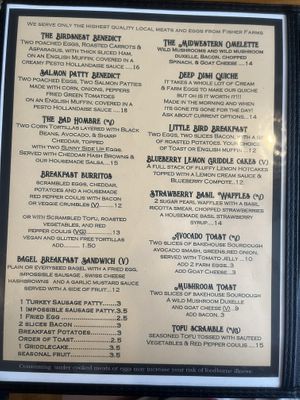 We serve only the highest quality local meats and eggs from Fisher Farms
The Birdsnest Benedict
Two poached eggs, Roasted Carrots &
Asparagus, with thick sliced Ham,
on an English Muffin, covered in a
creamy Pesto Hollandaise sauce ...16
Salmon Patty Benedict
Two poached Eggs, Two Salmon Patties
made with corn, onions, peppers
Fried Green Tomatoes
on an English Muffin, covered in
Pesto Hollandaise Sauce ...15
The Bad Hombre
Two Corn Tortillas layered with
Beans, Avocado, & Sharp
Cheddar, topped
with two Sunny Side Up Eggs.
Served with Cheddar Hash Browns &
our Housemade Salsa...15
Breakfast Burritos
Scrambled eggs, cheddar,
potatoes and a housemade
red pepper coulis with bacon
or veggie crumbler (V) ...12
or with Scrambled Tofu, roasted
vegetables, and red
pepper coulis ...13
Vegan and Gluten Free Tortillas
add.......1.50
Bagel Breakfast Sandwich (V)
Plain or Everything bagel with a fried egg,
impossible sausage, swiss cheese
hashbrowns and a garlic mustard sauce
served with a side of fruit ...12
1 Turkey Sausage patty....3
1 Impossible sausage patty.3.5
1 Fried Egg ......2.5
2 slices Bacon ......5
Breakfast Potatoes......3
Order of Toast......2.5
1 Griddlecake.........3.5
seasonal fruit.......3.5
The Midwestern Omelette
Wild Mushrooms and wild mushroom
duxelle, Bacon, chopped
Spinach, & Goat Cheese ...14
Deep Dish Quiche
It takes a whole lot of Cream
& Farm Eggs to make our quiche
but oh is it worth it!
Made in the morning and when
its gone its gone for the day!
Ask about current options...14
Little Bird Breakfast
Two Eggs, two slices Bacon, & a side
of roasted Potatoes. Your choice
of Toast or English muffin ...12
Blueberry Lemon Griddle Cakes (V)
A full stack of fluffy lemon hotcakes
topped with a Lemon Cream sauce &
Blueberry Compote...12
Strawberry Basil Waffles
2 sugar pearl waffles with a basil
ricotta smear, chopped fresh strawberries &
a housemade basil strawberry
syrup....14
Avocado Toast
Two slices of Bakehouse Sourdough
avocado smash, greens, red onion,
served with Tomato Jelly ...12
add 2 farm eggs 3
add Goat Cheese...3
Mushroom Toast
Two slices of Bakehouse Sourdough
a Wild Mushroom Duxelle
and goat cheese (V) ...9
add bacon...3
Tofu Scramble
Seasoned Tofu tossed with Sauteed
Vegetables & Red Pepper coulis ...15
Consuming under cooked meats or eggs may increase your risk of foodborne illness